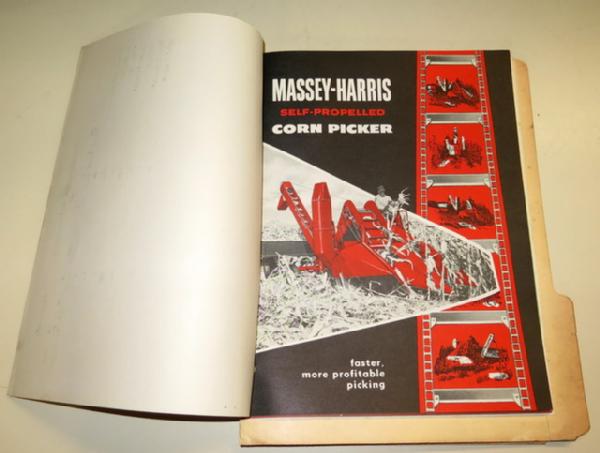 MASSEY-HARRIS
SELF-PROPELLED
CORN PICKER
faster,
more profitable
picking